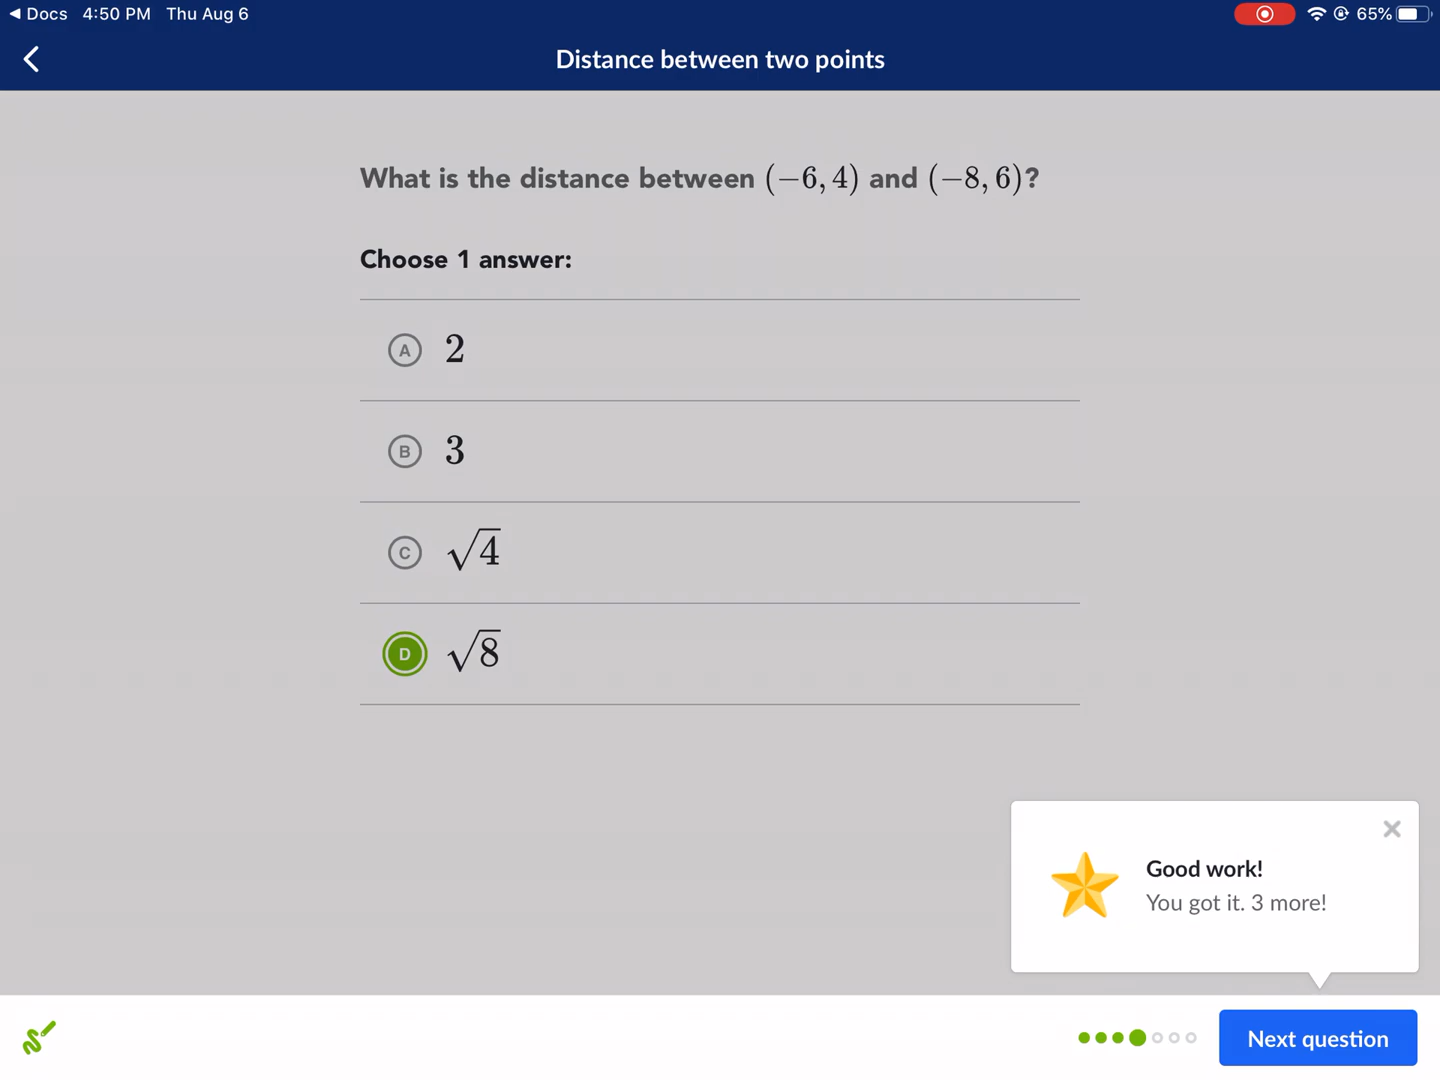 ◀ Docs 4:50 PM Thu Aug 6 65%
Distance between two points
What is the distance between (−6, 4) and (−8, 6)?
Choose 1 answer:
A 2
B 3
C √4
D √8
Good work!
You got it. 3 more!
Next question